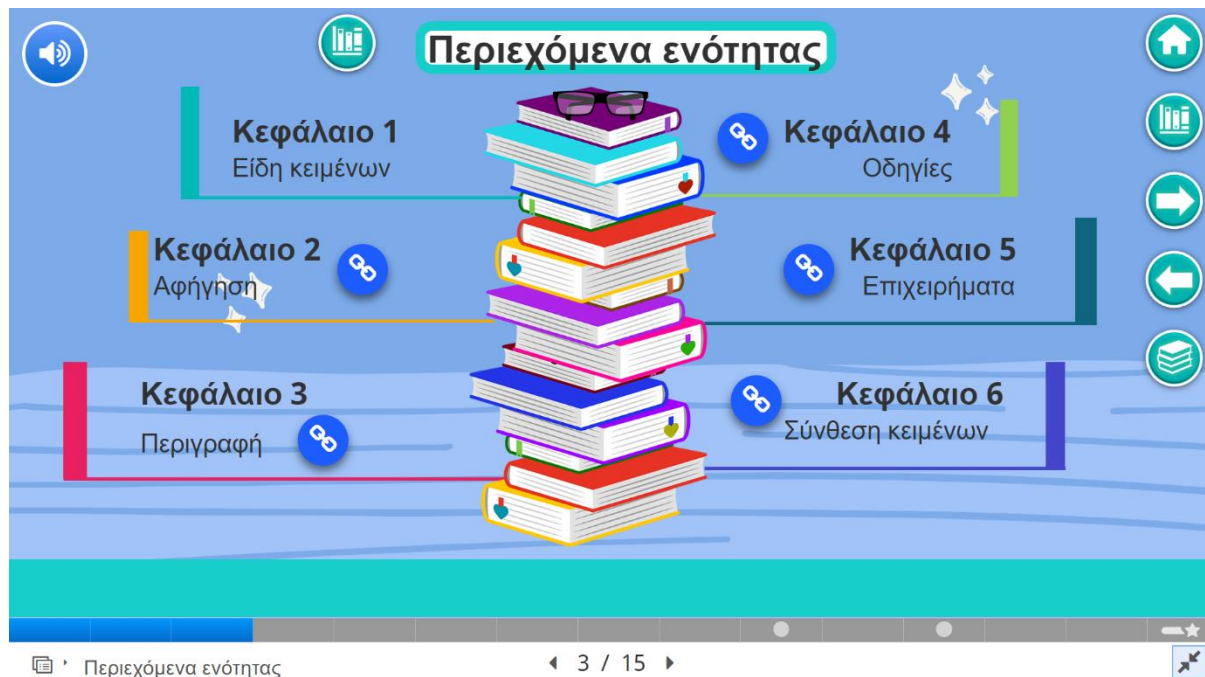 Περιεχόμενα ενότητας
Κεφάλαιο 1
Είδη κειμένων
Κεφάλαιο 2
Αφήγηση
Κεφάλαιο 3
Περιγραφή
Κεφάλαιο 4
Οδηγίες
Κεφάλαιο 5
Επιχειρήματα
Κεφάλαιο 6
Σύνθεση κειμένων
Περιεχόμενα ενότητας
3 / 15